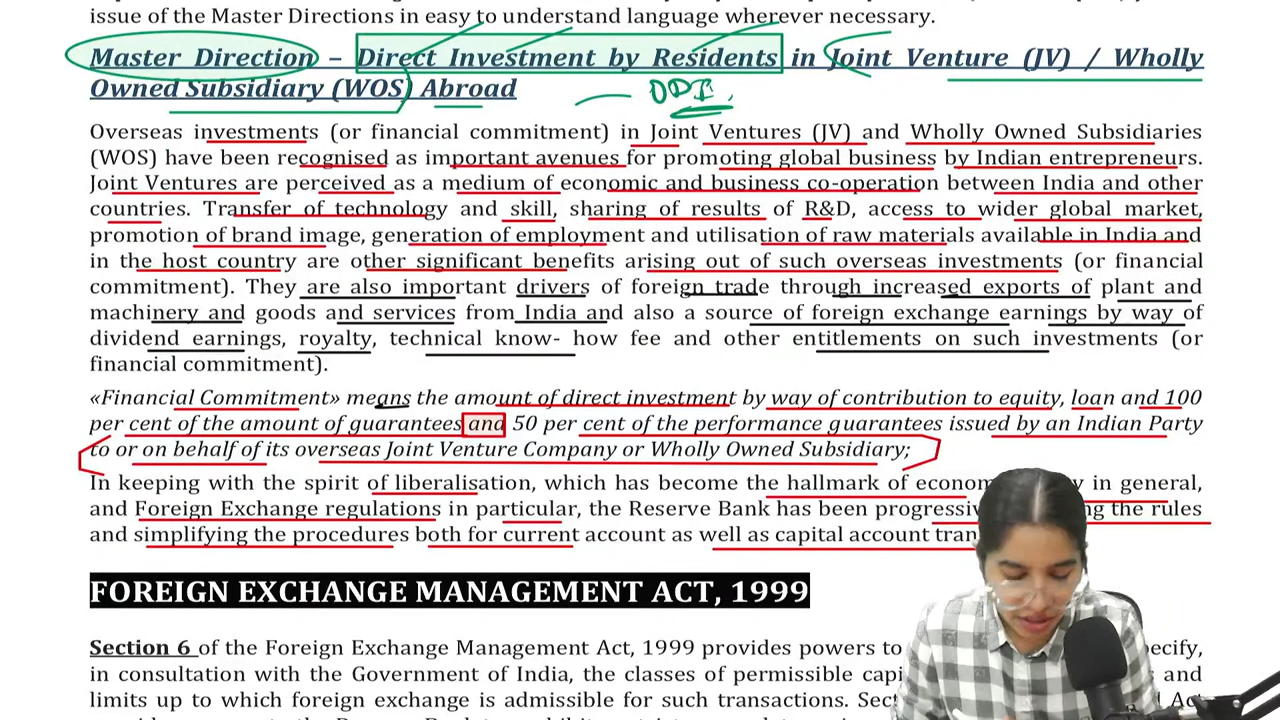 issue of the Master Directions in easy to understand language wherever necessary.
Master Direction – Direct Investment by Residents in Joint Venture (JV) / Wholly
Owned Subsidiary (WOS) Abroad
ODI
Overseas investments (or financial commitment) in Joint Ventures (JV) and Wholly Owned Subsidiaries
(WOS) have been recognised as important avenues for promoting global business by Indian entrepreneurs.
Joint Ventures are perceived as a medium of economic and business co-operation between India and other
countries. Transfer of technology and skill, sharing of results of R&D, access to wider global market,
promotion of brand image, generation of employment and utilisation of raw materials available in India and
in the host country are other significant benefits arising out of such overseas investments (or financial
commitment). They are also important drivers of foreign trade through increased exports of plant and
machinery and goods and services from India and also a source of foreign exchange earnings by way of
dividend earnings, royalty, technical know- how fee and other entitlements on such investments (or
financial commitment).
«Financial Commitment» means the amount of direct investment by way of contribution to equity, loan and 100
per cent of the amount of guarantees and 50 per cent of the performance guarantees issued by an Indian Party
to or on behalf of its overseas Joint Venture Company or Wholly Owned Subsidiary;
In keeping with the spirit of liberalisation, which has become the hallmark of in general,
and Foreign Exchange regulations in particular, the Reserve Bank has been the rules
and simplifying the procedures both for current account as well as capital account
FOREIGN EXCHANGE MANAGEMENT ACT, 1999
Section 6 of the Foreign Exchange Management Act, 1999 provides powers to
in consultation with the Government of India, the classes of permissible and
limits up to which foreign exchange is admissible for such transactions. Act